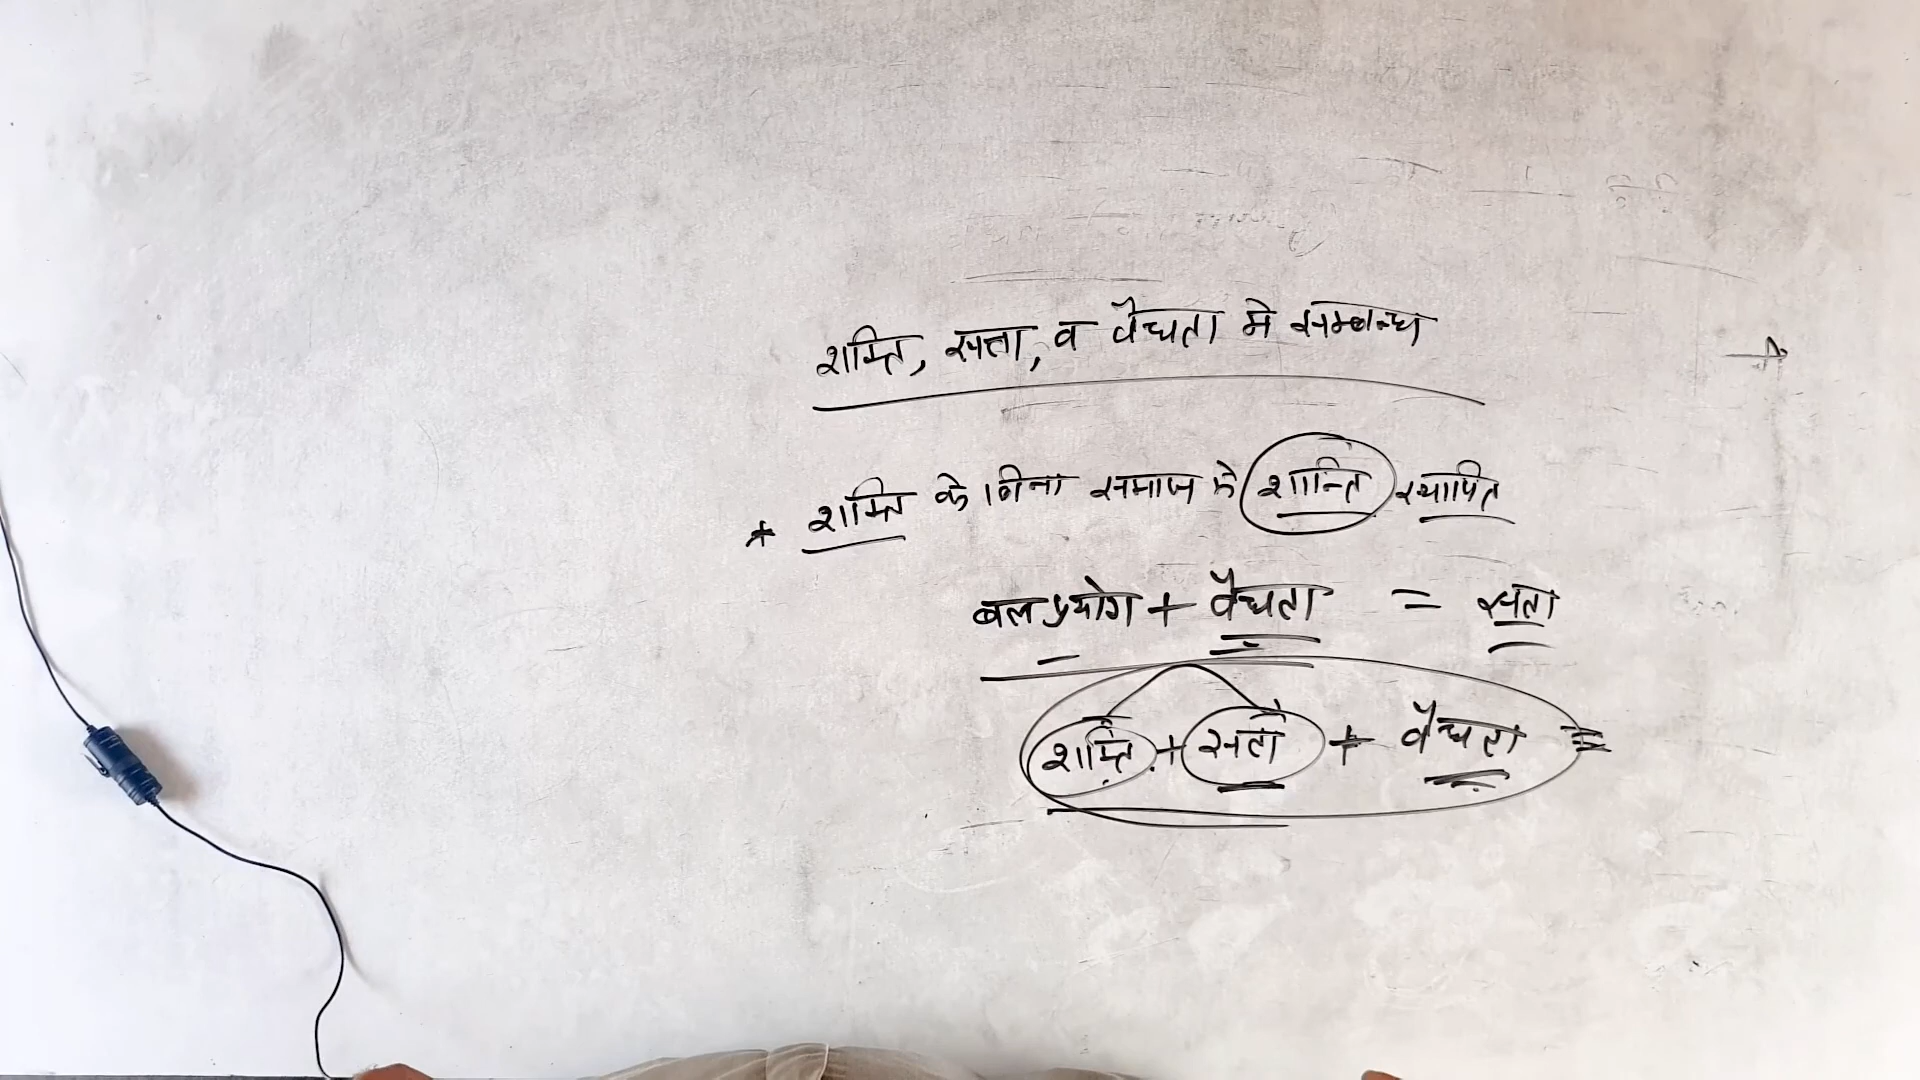 शक्ति, सत्ता, व वैधता मे सम्बन्ध
* शक्ति के बिना समाज मे शान्ति स्थापित
बल प्रयोग + वैधता = सत्ता
शक्ति + सत्ता + वैधता =